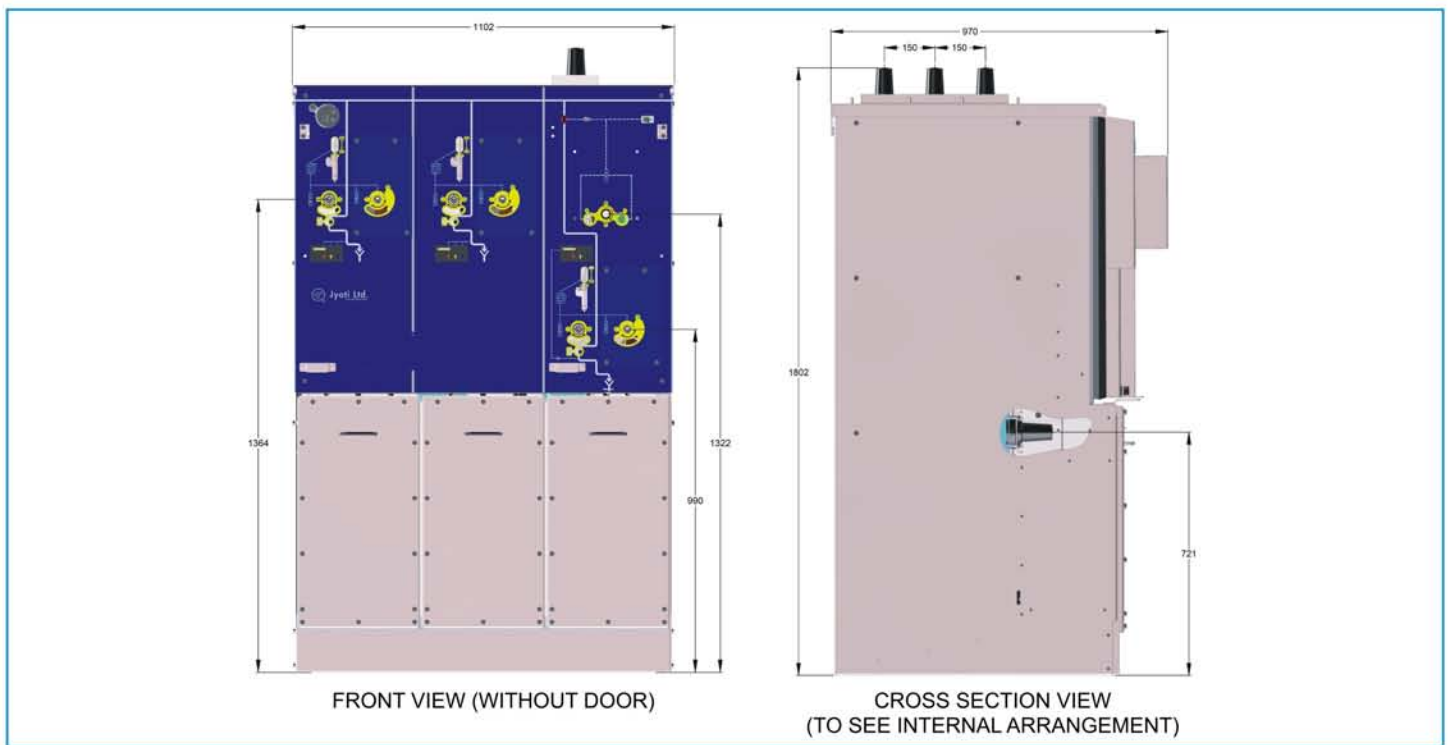 1102
970
150
150
Jyoti Ltd.
1802
1364
1322
990
721
FRONT VIEW (WITHOUT DOOR)
CROSS SECTION VIEW
(TO SEE INTERNAL ARRANGEMENT)